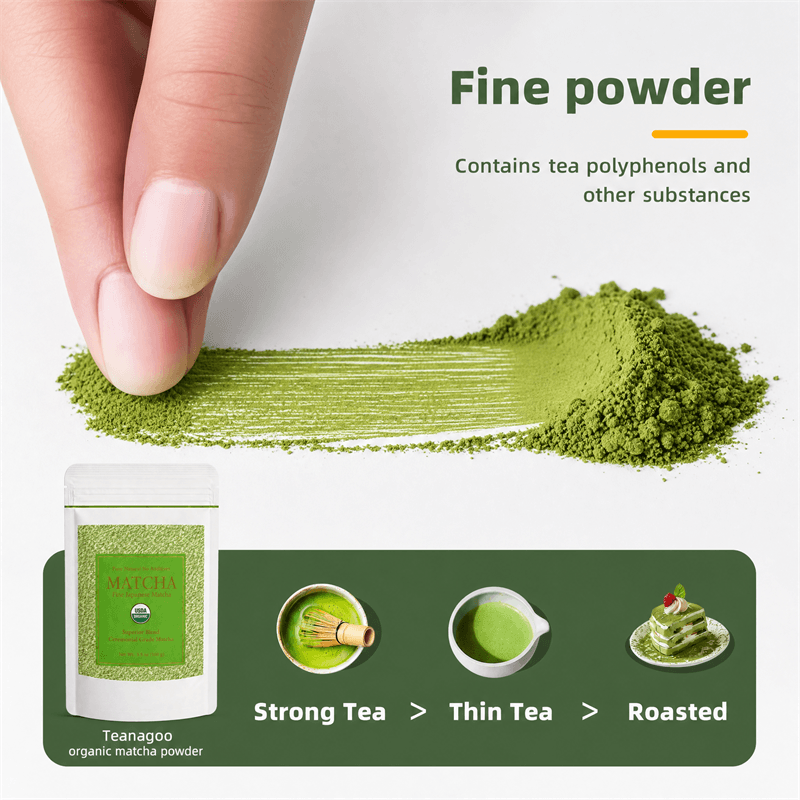 Fine powder
Contains tea polyphenols and
other substances
MATCHA
USDA
ORGANIC
Strong Tea > Thin Tea > Roasted
Teanagoo
organic matcha powder